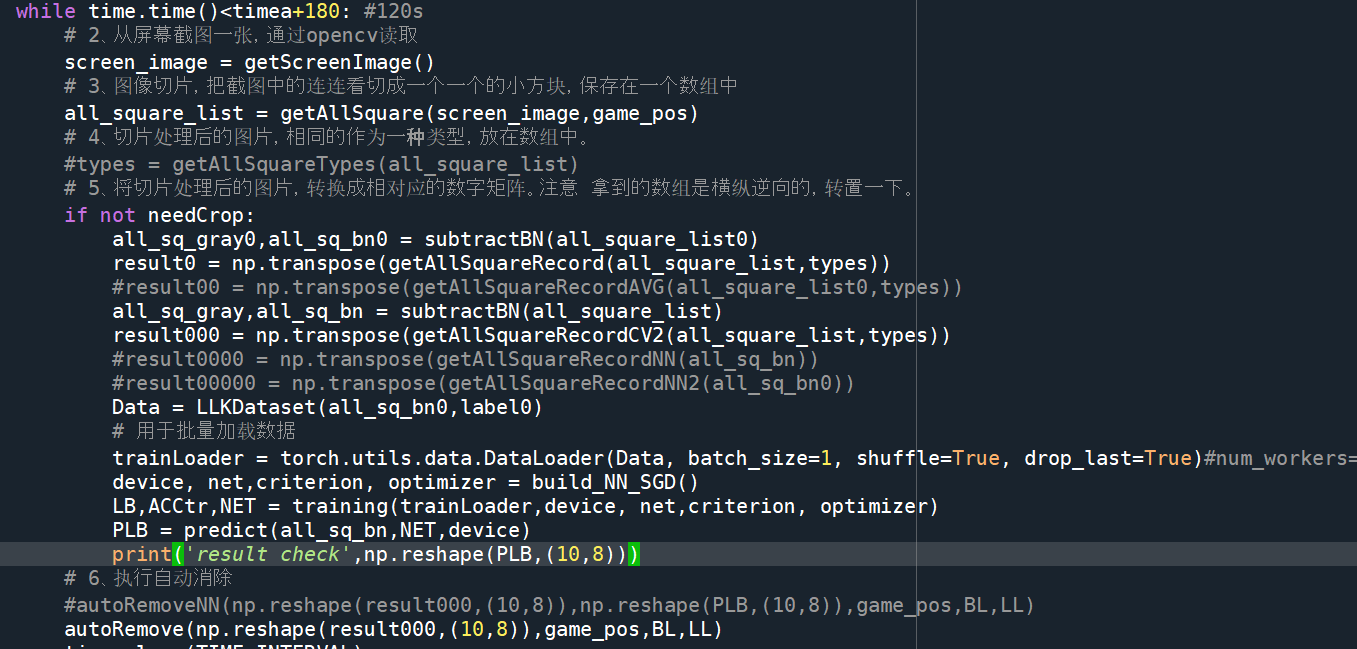 while time.time()<timea+180: #120s
    # 2、从屏幕截图一张，通过opencv读取
    screen_image = getScreenImage()
    # 3、图像切片，把截图中的连连看切成一个一个的小方块，保存在一个数组中
    all_square_list = getAllSquare(screen_image,game_pos)
    # 4、切片处理后的图片，相同的作为一种类型，放在数组中。
    #types = getAllSquareTypes(all_square_list)
    # 5、将切片处理后的图片，转换成相对应的数字矩阵。注意 拿到的数组是横纵逆向的，转置一下。
    if not needCrop:
        all_sq_gray0,all_sq_bn0 = subtractBN(all_square_list0)
        result0 = np.transpose(getAllSquareRecord(all_square_list,types))
        #result00 = np.transpose(getAllSquareRecordAVG(all_square_list0,types))
        all_sq_gray,all_sq_bn = subtractBN(all_square_list)
        result000 = np.transpose(getAllSquareRecordCV2(all_square_list,types))
        #result0000 = np.transpose(getAllSquareRecordNN(all_sq_bn))
        #result00000 = np.transpose(getAllSquareRecordNN2(all_sq_bn0))
        Data = LLKDataset(all_sq_bn0,label0)
        # 用于批量加载数据
        trainLoader = torch.utils.data.DataLoader(Data, batch_size=1, shuffle=True, drop_last=True)#num_workers=
        device, net,criterion, optimizer = build_NN_SGD()
        LB,ACCtr,NET = training(trainLoader,device, net,criterion, optimizer)
        PLB = predict(all_sq_bn,NET,device)
        print('result check',np.reshape(PLB,(10,8)))
    # 6、执行自动消除
    #autoRemoveNN(np.reshape(result000,(10,8)),np.reshape(PLB,(10,8)),game_pos,BL,LL)
    autoRemove(np.reshape(result000,(10,8)),game_pos,BL,LL)